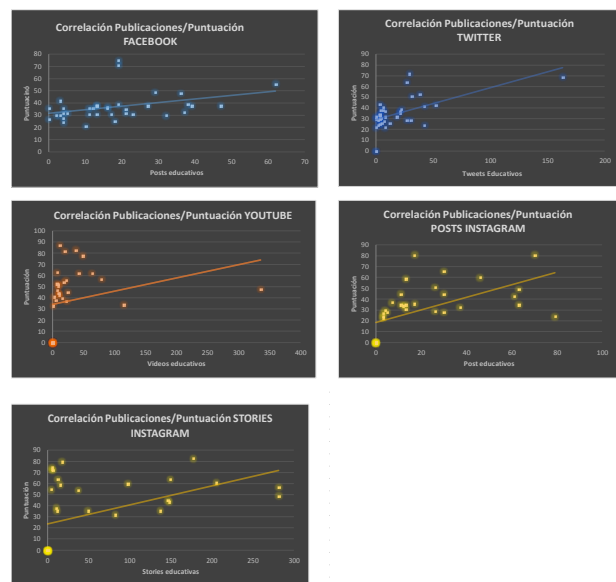 Correlación Publicaciones/Puntuación
FACEBOOK
Puntuació
80
70
60
50
40
30
20
10
0
0 10 20 30 40 50 60 70
Posts educativos
Correlación Publicaciones/Puntuación
TWITTER
Puntuación
80
70
60
50
40
30
20
10
0
0 50 100 150 200
Tweets Educativos
Correlación Publicaciones/Puntuación YOUTUBE
Puntuación
100
90
80
70
60
50
40
30
20
10
0
0 50 100 150 200 250 300 350 400
Vídeos educativos
Correlación Publicaciones/Puntuación
POSTS INSTAGRAM
Puntuación
90
80
70
60
50
40
30
20
10
0
0 20 40 60 80 100
Post educativos
Correlación Publicaciones/Puntuación STORIES
INSTAGRAM
Puntuación
90
80
70
60
50
40
30
20
10
0
0 50 100 150 200 250 300
Stories educativas